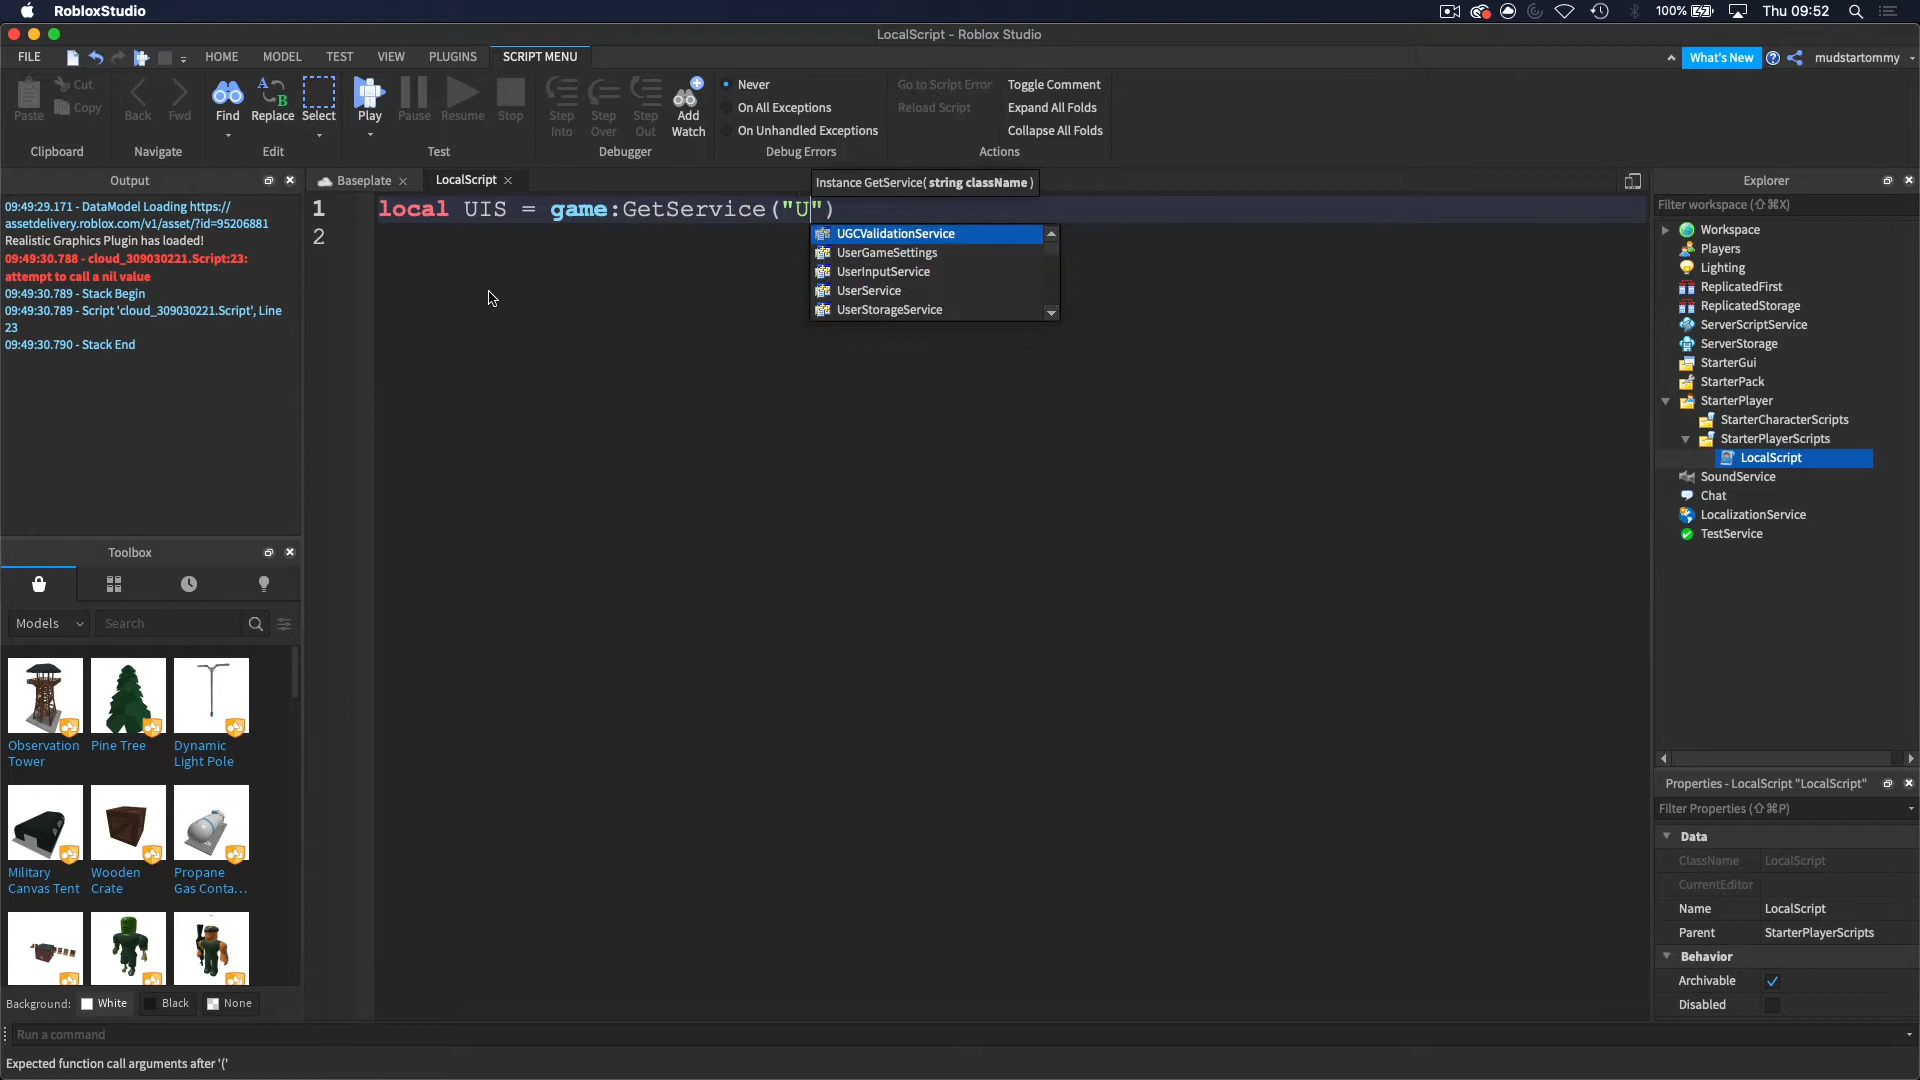 RobloxStudio
100%
Thu 09:52
LocalScript - Roblox Studio
FILE
HOME
MODEL
TEST
VIEW
PLUGINS
SCRIPT MENU
What's New
mudstartommy
Paste
Cut
Copy
Clipboard
Back
Fwd
Navigate
Find
Replace
Select
Edit
Play
Pause
Resume
Stop
Test
Step Into
Step Over
Step Out
Add Watch
Debugger
Never
On All Exceptions
On Unhandled Exceptions
Debug Errors
Go to Script Error
Reload Script
Toggle Comment
Expand All Folds
Collapse All Folds
Actions
Output
09:49:29.171 - DataModel Loading https://
assetdelivery.roblox.com/v1/asset/?id=95206881
Realistic Graphics Plugin has loaded!
09:49:30.788 - cloud_309030221.Script:23:
attempt to call a nil value
09:49:30.789 - Stack Begin
09:49:30.789 - Script 'cloud_309030221.Script', Line
23
09:49:30.790 - Stack End
Baseplate
LocalScript
Instance GetService( string className )
1 local UIS = game:GetService("U")
2
UGCValidationService
UserGameSettings
UserInputService
UserService
UserStorageService
Explorer
Filter workspace (⇧⌘X)
Workspace
Players
Lighting
ReplicatedFirst
ReplicatedStorage
ServerScriptService
ServerStorage
StarterGui
StarterPack
StarterPlayer
StarterCharacterScripts
StarterPlayerScripts
LocalScript
SoundService
Chat
LocalizationService
TestService
Toolbox
Models
Search
Observation
Tower
Pine Tree
Dynamic
Light Pole
Military
Canvas Tent
Wooden
Crate
Propane
Gas Conta...
Background:
White
Black
None
Properties - LocalScript "LocalScript"
Filter Properties (⇧⌘P)
Data
ClassName LocalScript
CurrentEditor
Name LocalScript
Parent StarterPlayerScripts
Behavior
Archivable
Disabled
Run a command
Expected function call arguments after '('